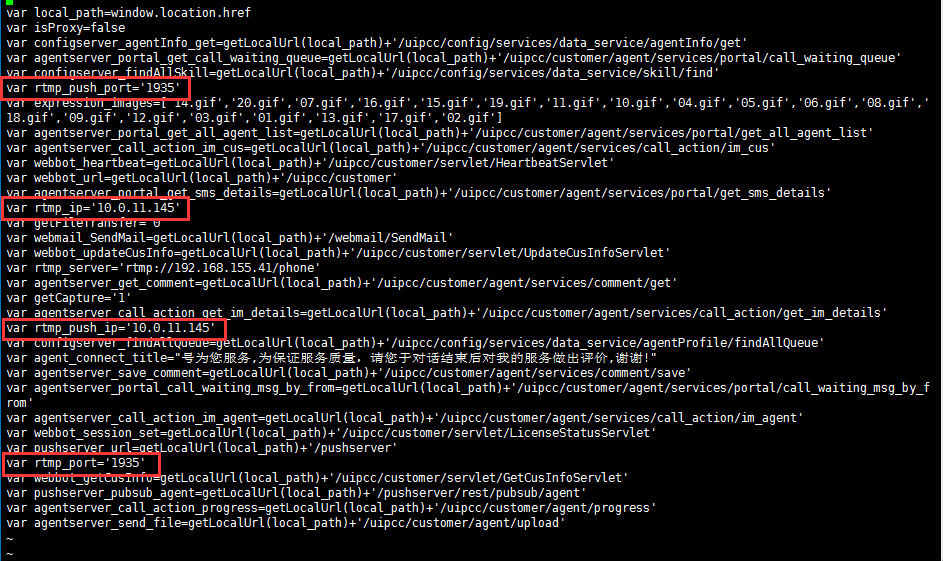 var local_path=window.location.href
var isProxy=false
var configserver_agentInfo_get=getLocalUrl(local_path)+'/uipcc/config/services/data_service/agentInfo/get'
var agentserver_portal_get_call_waiting_queue=getLocalUrl(local_path)+'/uipcc/customer/agent/services/portal/call_waiting_queue'
var configserver_findAllSkill=getLocalUrl(local_path)+'/uipcc/config/services/data_service/skill/find'
var rtmp_push_port='1935'
var expression_images=['14.gif','20.gif','07.gif','16.gif','15.gif','19.gif','11.gif','10.gif','04.gif','05.gif','06.gif','08.gif','
18.gif','09.gif','12.gif','03.gif','01.gif','13.gif','17.gif','02.gif']
var agentserver_portal_get_all_agent_list=getLocalUrl(local_path)+'/uipcc/customer/agent/services/portal/get_all_agent_list'
var agentserver_call_action_im_cus=getLocalUrl(local_path)+'/uipcc/customer/agent/services/call_action/im_cus'
var webbot_heartbeat=getLocalUrl(local_path)+'/uipcc/customer/servlet/HeartbeatServlet'
var webbot_url=getLocalUrl(local_path)+'/uipcc/customer'
var agentserver_portal_get_sms_details=getLocalUrl(local_path)+'/uipcc/customer/agent/services/portal/get_sms_details'
var rtmp_ip='10.0.11.145'
var getFileTransfer='0'
var webmail_SendMail=getLocalUrl(local_path)+'/webmail/SendMail'
var webbot_updateCusInfo=getLocalUrl(local_path)+'/uipcc/customer/servlet/UpdateCusInfoServlet'
var rtmp_server='rtmp://192.168.155.41/phone'
var agentserver_get_comment=getLocalUrl(local_path)+'/uipcc/customer/agent/services/comment/get'
var getCapture='1'
var agentserver_call_action_get_im_details=getLocalUrl(local_path)+'/uipcc/customer/agent/services/call_action/get_im_details'
var rtmp_push_ip='10.0.11.145'
var configserver_findAllQueue=getLocalUrl(local_path)+'/uipcc/config/services/data_service/agentProfile/findAllQueue'
var agent_connect_title="号为您服务,为保证服务质量，请您于对话结束后对我的服务做出评价,谢谢!"
var agentserver_save_comment=getLocalUrl(local_path)+'/uipcc/customer/agent/services/comment/save'
var agentserver_portal_call_waiting_msg_by_from=getLocalUrl(local_path)+'/uipcc/customer/agent/services/portal/call_waiting_msg_by_f
rom'
var agentserver_call_action_im_agent=getLocalUrl(local_path)+'/uipcc/customer/agent/services/call_action/im_agent'
var webbot_session_set=getLocalUrl(local_path)+'/uipcc/customer/servlet/LicenseStatusServlet'
var pushserver_url=getLocalUrl(local_path)+'/pushserver'
var rtmp_port='1935'
var webbot_getCusInfo=getLocalUrl(local_path)+'/uipcc/customer/servlet/GetCusInfoServlet'
var pushserver_pubsub_agent=getLocalUrl(local_path)+'/pushserver/rest/pubsub/agent'
var agentserver_call_action_progress=getLocalUrl(local_path)+'/uipcc/customer/agent/progress'
var agentserver_send_file=getLocalUrl(local_path)+'/uipcc/customer/agent/upload'
~
~